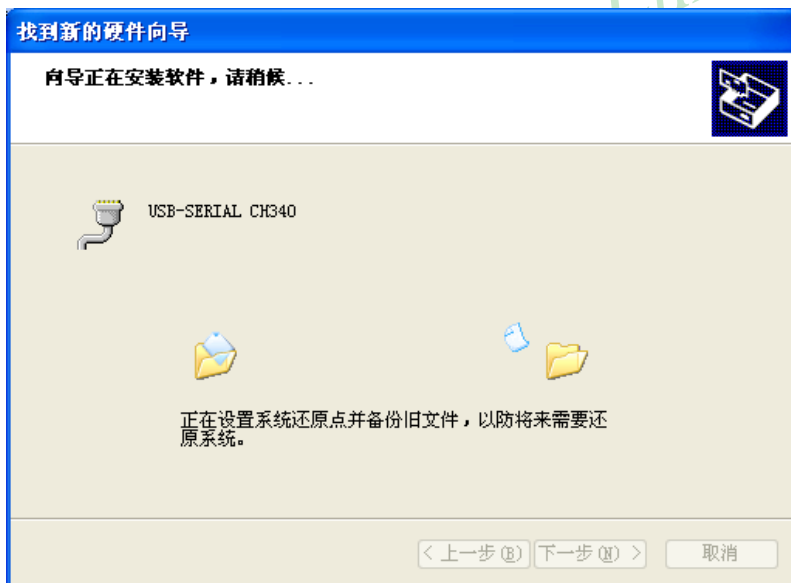 找到新的硬件向导
向导正在安装软件，请稍候...
USB-SERIAL CH340
正在设置系统还原点并备份旧文件，以防将来需要还
原系统。
< 上一步(B) 下一步(N) > 取消